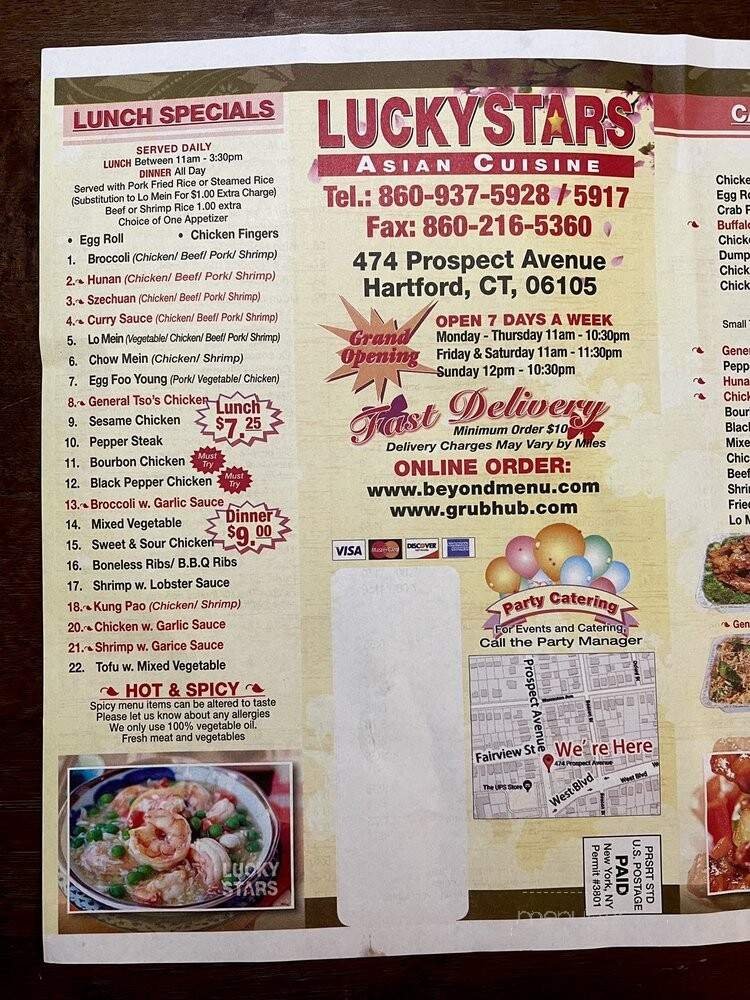 LUNCH SPECIALS
SERVED DAILY
LUNCH Between 11am - 3:30pm
DINNER All Day
Served with Pork Fried Rice or Steamed Rice
(Substitution to Lo Mein For $1.00 Extra Charge)
Beef or Shrimp Rice 1.00 extra
Choice of One Appetizer
• Egg Roll • Chicken Fingers
1. Broccoli (Chicken/ Beef/ Pork/ Shrimp)
2. Hunan (Chicken/ Beef/ Pork/ Shrimp)
3. Szechuan (Chicken/ Beef/ Pork/ Shrimp)
4. Curry Sauce (Chicken/ Beef/ Pork/ Shrimp)
5. Lo Mein (Vegetable/ Chicken/ Beef/ Pork/ Shrimp)
6. Chow Mein (Chicken/ Shrimp)
7. Egg Foo Young (Pork/ Vegetable/ Chicken)
8. General Tso's Chicken
9. Sesame Chicken
10. Pepper Steak
11. Bourbon Chicken Must Try
12. Black Pepper Chicken Must Try
13. Broccoli w. Garlic Sauce
14. Mixed Vegetable
15. Sweet & Sour Chicken
16. Boneless Ribs/ B.B.Q Ribs
17. Shrimp w. Lobster Sauce
18. Kung Pao (Chicken/ Shrimp)
20. Chicken w. Garlic Sauce
21. Shrimp w. Garice Sauce
22. Tofu w. Mixed Vegetable
Lunch
$7.25
Dinner
$9.00
HOT & SPICY
Spicy menu items can be altered to taste
Please let us know about any allergies
We only use 100% vegetable oil.
Fresh meat and vegetables
LUCKY
STARS
LUCKYSTARS
ASIAN CUISINE
Tel.: 860-937-5928 / 5917
Fax: 860-216-5360
474 Prospect Avenue
Hartford, CT, 06105
Grand
Opening
OPEN 7 DAYS A WEEK
Monday - Thursday 11am - 10:30pm
Friday & Saturday 11am - 11:30pm
Sunday 12pm - 10:30pm
Fast Delivery
Minimum Order $10
Delivery Charges May Vary by Miles
ONLINE ORDER:
www.beyondmenu.com
www.grubhub.com
VISA MasterCard DISCOVER
Party Catering
For Events and Catering,
Call the Party Manager
Prospect Avenue
Fairview St
We're Here
474 Prospect Avenue
The UPS Store
West Blvd
West Blvd
PRSRT STD
U.S. POSTAGE
PAID
New York, NY
Permit #3801
Chicke
Egg Ro
Crab R
Buffalo
Chick
Dump
Chick
Chick
Small
Gener
Pepp
Huna
Chick
Bour
Blac
Mixe
Chic
Beef
Shri
Fried
Lo M
Gen